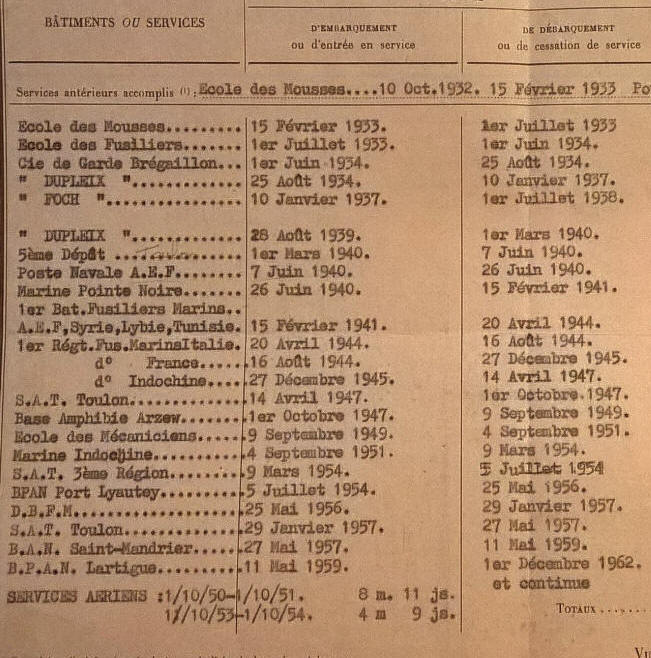 BÂTIMENTS OU SERVICES
D'EMBARQUEMENT
ou d'entrée en service
DE DÉBARQUEMENT
ou de cessation de service
Services antérieurs accomplis (1) : Ecole des Mousses....10 Oct.1932. 15 Février 1933
Ecole des Mousses......... 15 Février 1933. 1er Juillet 1933
Ecole des Fusiliers....... 1er Juillet 1933. 1er Juin 1934.
Cie de Garde Brégaillon... 1er Juin 1934. 25 Août 1934.
" DUPLEIX "............. 25 Août 1934. 10 Janvier 1937.
" FOCH "................ 10 Janvier 1937. 1er Juillet 1938.
" DUPLEIX "............. 28 Août 1939. 1er Mars 1940.
5ème Dépôt .. Toulon ..... 1er Mars 1940. 7 Juin 1940.
Poste Navale A.E.F....... 7 Juin 1940. 26 Juin 1940.
Marine Pointe Noire....... 26 Juin 1940. 15 Février 1941.
1er Bat.Fusiliers Marins..
A.E.F,Syrie,Lybie,Tunisie. 15 Février 1941. 20 Avril 1944.
1er Régt.Fus.MarinsItalie. 20 Avril 1944. 16 Août 1944.
d° France..... 16 Août 1944. 27 Décembre 1945.
d° Indochine.. 27 Décembre 1945. 14 Avril 1947.
S.A.T. Toulon............. 14 Avril 1947. 1er Octobre 1947.
Base Amphibie Arzew....... 1er Octobre 1947. 9 Septembre 1949.
Ecole des Mécaniciens..... 9 Septembre 1949. 4 Septembre 1951.
Marine Indochine.......... 4 Septembre 1951. 9 Mars 1954.
S.A.T. 3ème Région........ 9 Mars 1954. 5 Juillet 1954
BPAN Port Lyautey......... 5 Juillet 1954. 25 Mai 1956.
D.B.F.M................... 25 Mai 1956. 29 Janvier 1957.
S.A.T. Toulon............. 29 Janvier 1957. 27 Mai 1957.
B.A.N. Saint-Mandrier..... 27 Mai 1957. 11 Mai 1959.
B.P.A.N. Lartigue......... 11 Mai 1959. 1er Décembre 1962.
et continue
SERVICES AERIENS :1/10/50-1/10/51. 8 m. 11 js.
1/10/53-1/10/54. 4 m 9 js.
TOTAUX .......